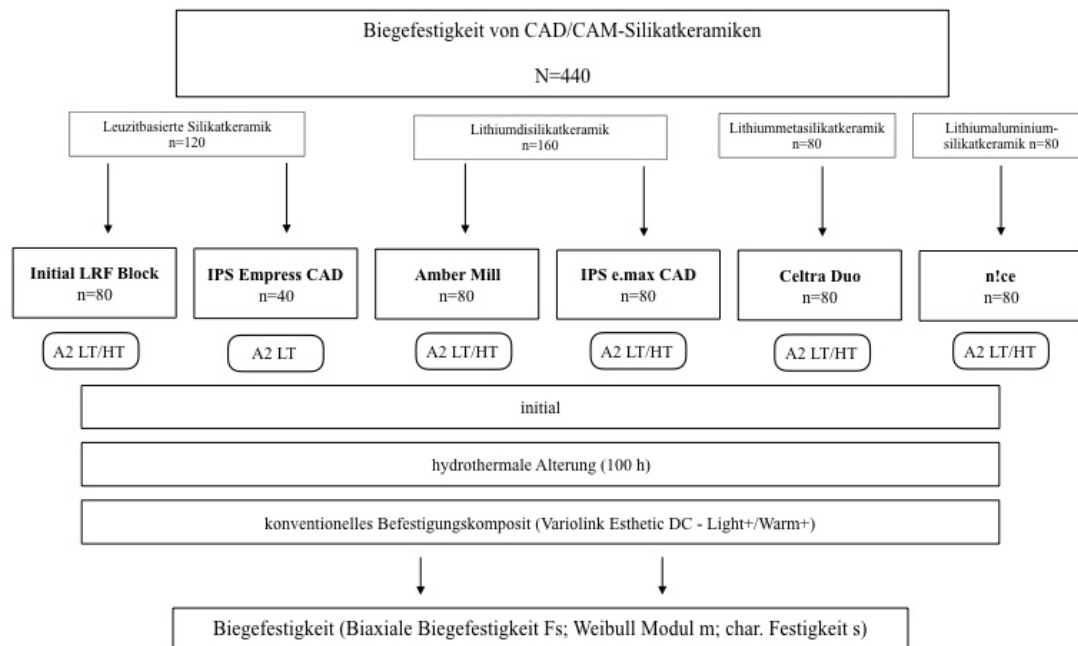 Biegefestigkeit von CAD/CAM-Silikatkeramiken
N=440
Leuzitbasierte Silikatkeramik
n=120
Lithiumdisilikatkeramik
n=160
Lithiummetasilikatkeramik
n=80
Lithiumaluminium-
silikatkeramik n=80
Initial LRF Block
n=80
IPS Empress CAD
n=40
Amber Mill
n=80
IPS e.max CAD
n=80
Celtra Duo
n=80
n!ce
n=80
A2 LT/HT
A2 LT
A2 LT/HT
A2 LT/HT
A2 LT/HT
A2 LT/HT
initial
hydrothermale Alterung (100 h)
konventionelles Befestigungskomposit (Variolink Esthetic DC - Light+/Warm+)
Biegefestigkeit (Biaxiale Biegefestigkeit Fs; Weibull Modul m; char. Festigkeit s)